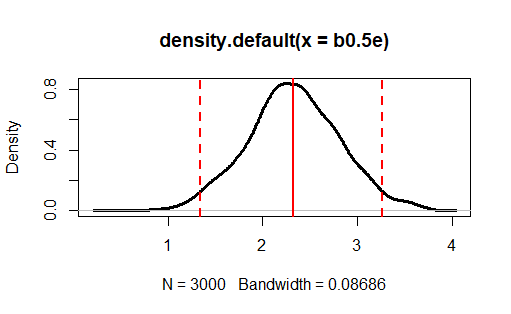 density.default(x = b0.5e)
Density
0.0 0.4 0.8
1 2 3 4
N = 3000 Bandwidth = 0.08686